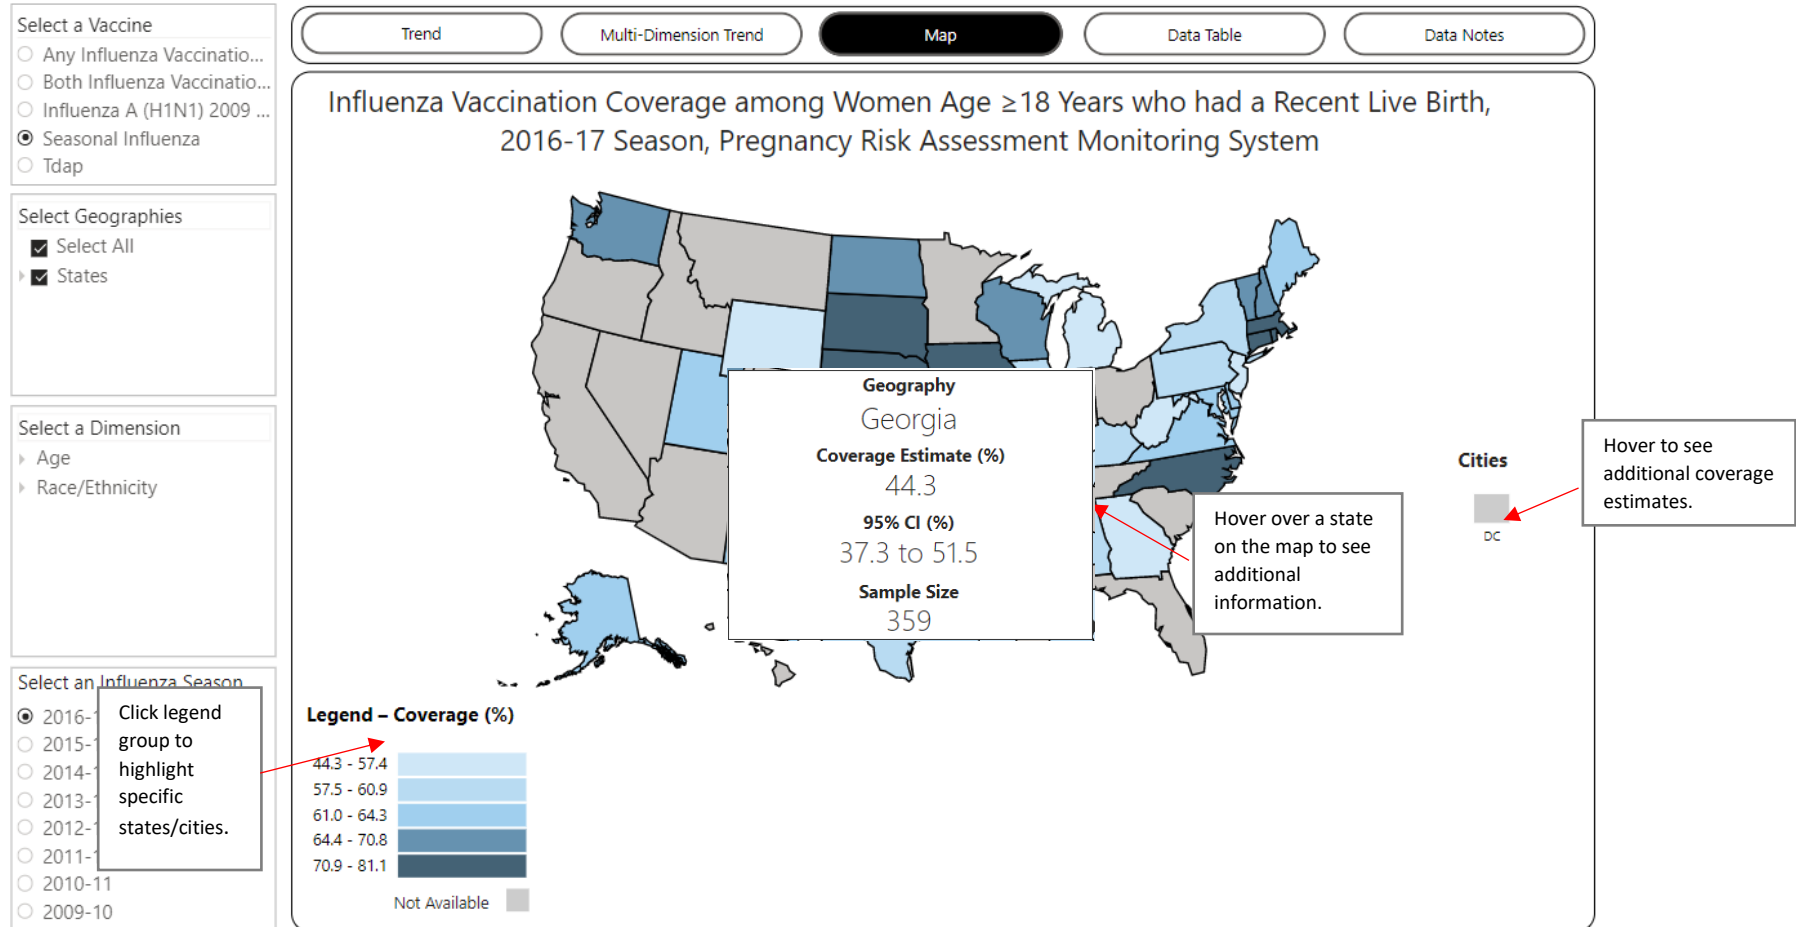 Select a Vaccine
Any Influenza Vaccinatio...
Both Influenza Vaccinatio...
Influenza A (H1N1) 2009 ...
Seasonal Influenza
Tdap
Select Geographies
Select All
States
Select a Dimension
Age
Race/Ethnicity
Select an Influenza Season
2016-1
2015-1
2014-1
2013-1
2012-1
2011-1
2010-11
2009-10
Click legend
group to
highlight
specific
states/cities.
Trend
Multi-Dimension Trend
Map
Data Table
Data Notes
Influenza Vaccination Coverage among Women Age ≥18 Years who had a Recent Live Birth,
2016-17 Season, Pregnancy Risk Assessment Monitoring System
Geography
Georgia
Coverage Estimate (%)
44.3
95% CI (%)
37.3 to 51.5
Sample Size
359
Hover over a state
on the map to see
additional
information.
Cities
DC
Hover to see
additional coverage
estimates.
Legend – Coverage (%)
44.3 - 57.4
57.5 - 60.9
61.0 - 64.3
64.4 - 70.8
70.9 - 81.1
Not Available